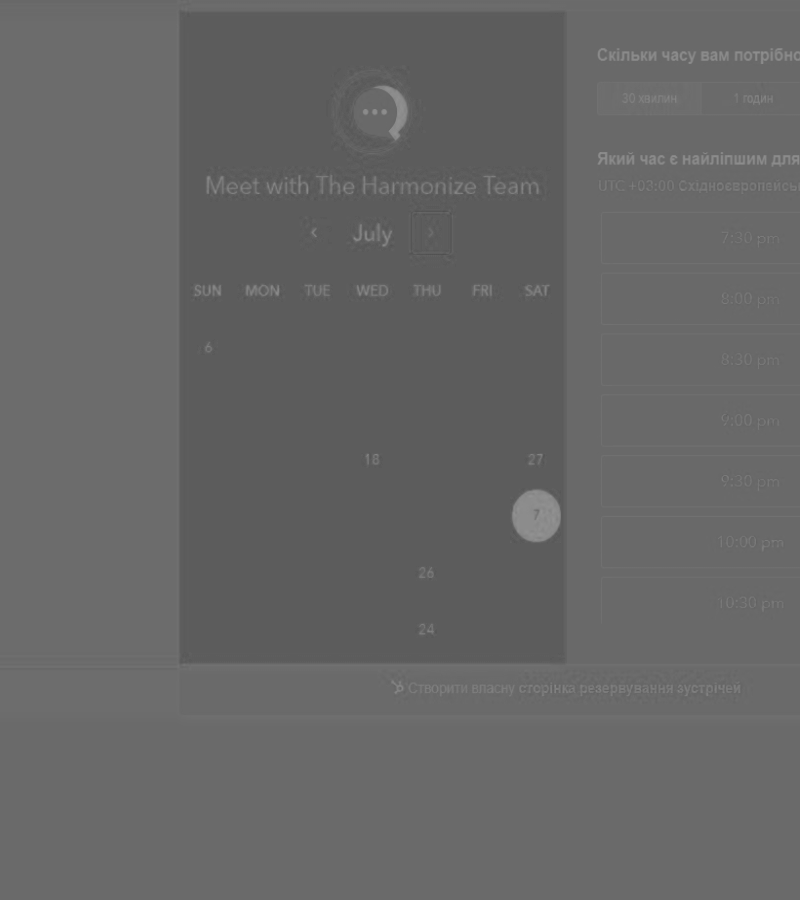 Meet with The Harmonize Team
July
SUN MON TUE WED THU FRI SAT
6
18 27
7
26
24
Скільки часу вам потрібно
30 хвилин 1 годин
Який час є найліпшим для
UTC +03:00 Східноєвропейськ
7:30 pm
8:00 pm
8:30 pm
9:00 pm
9:30 pm
10:00 pm
10:30 pm
Створити власну сторінка резервування зустрічей